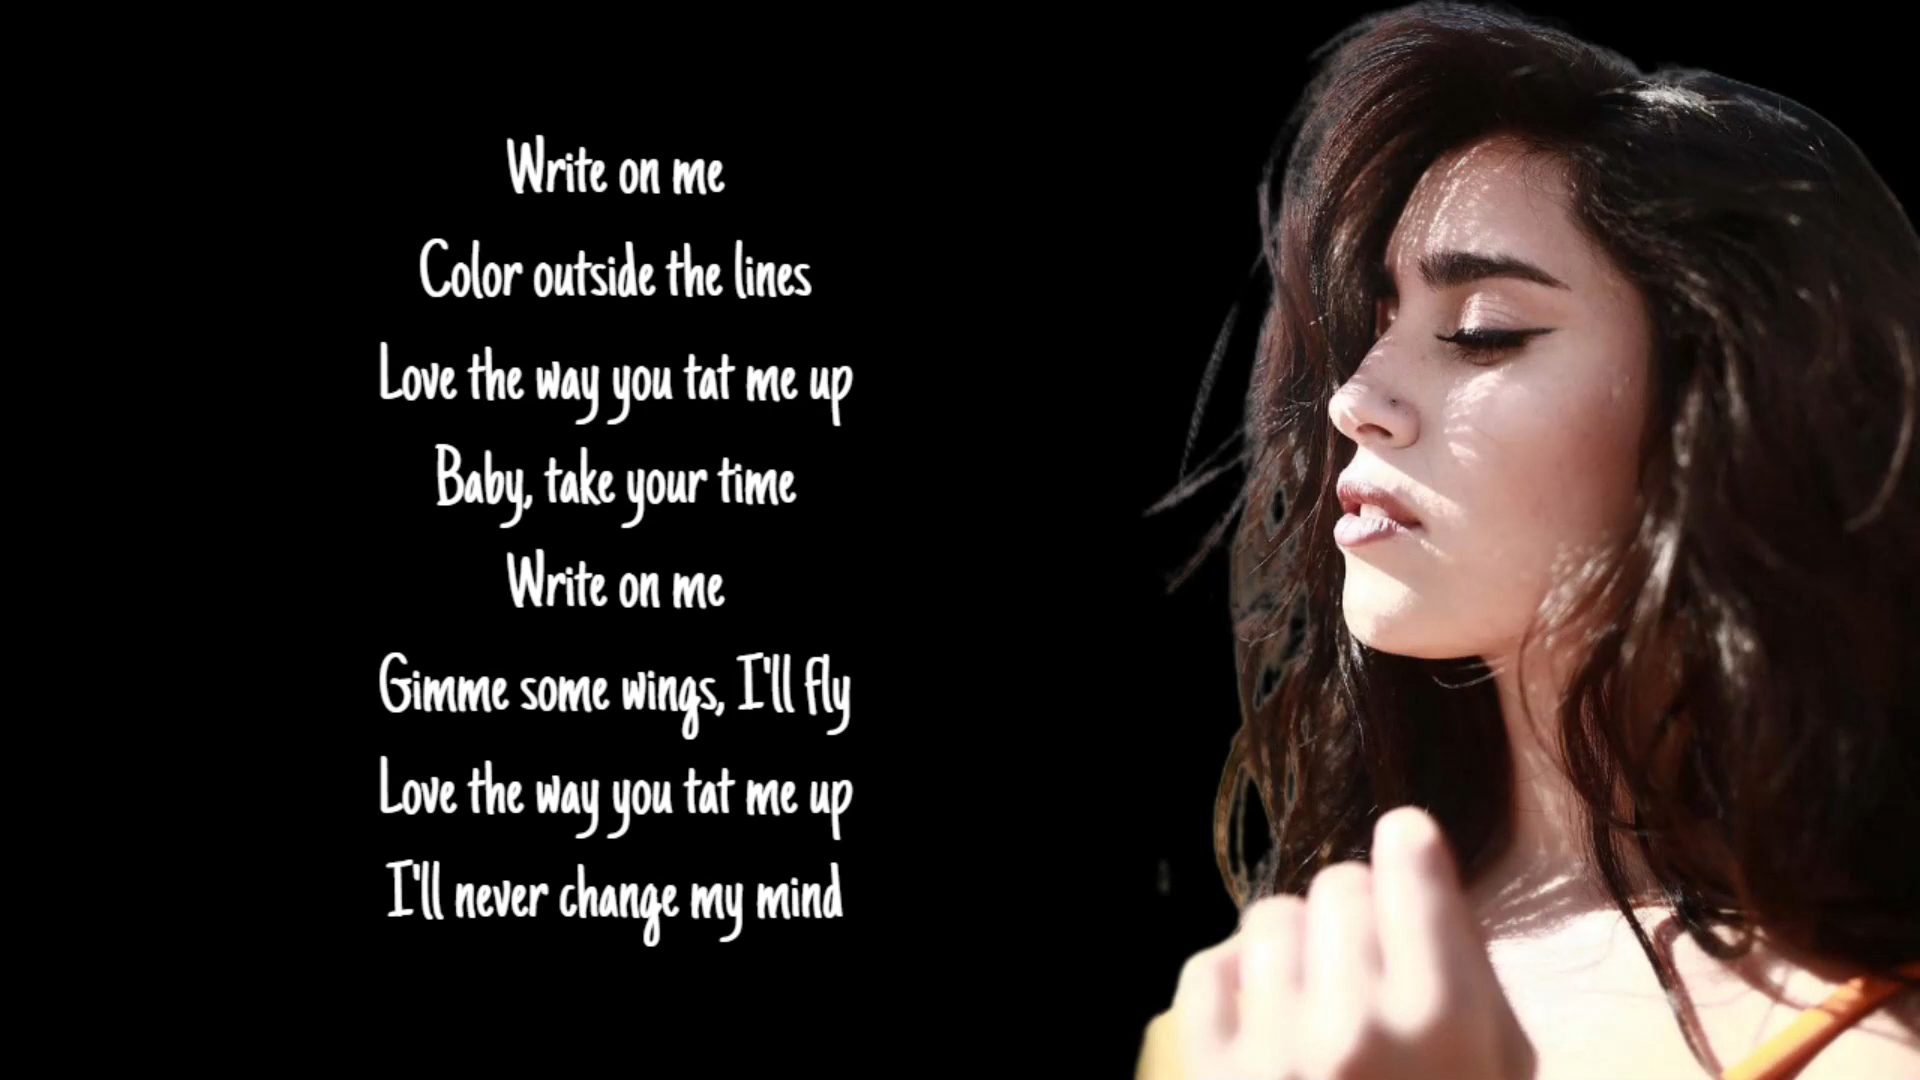 Write on me
Color outside the lines
Love the way you tat me up
Baby, take your time
Write on me
Gimme some wings, I'll fly
Love the way you tat me up
I'll never change my mind